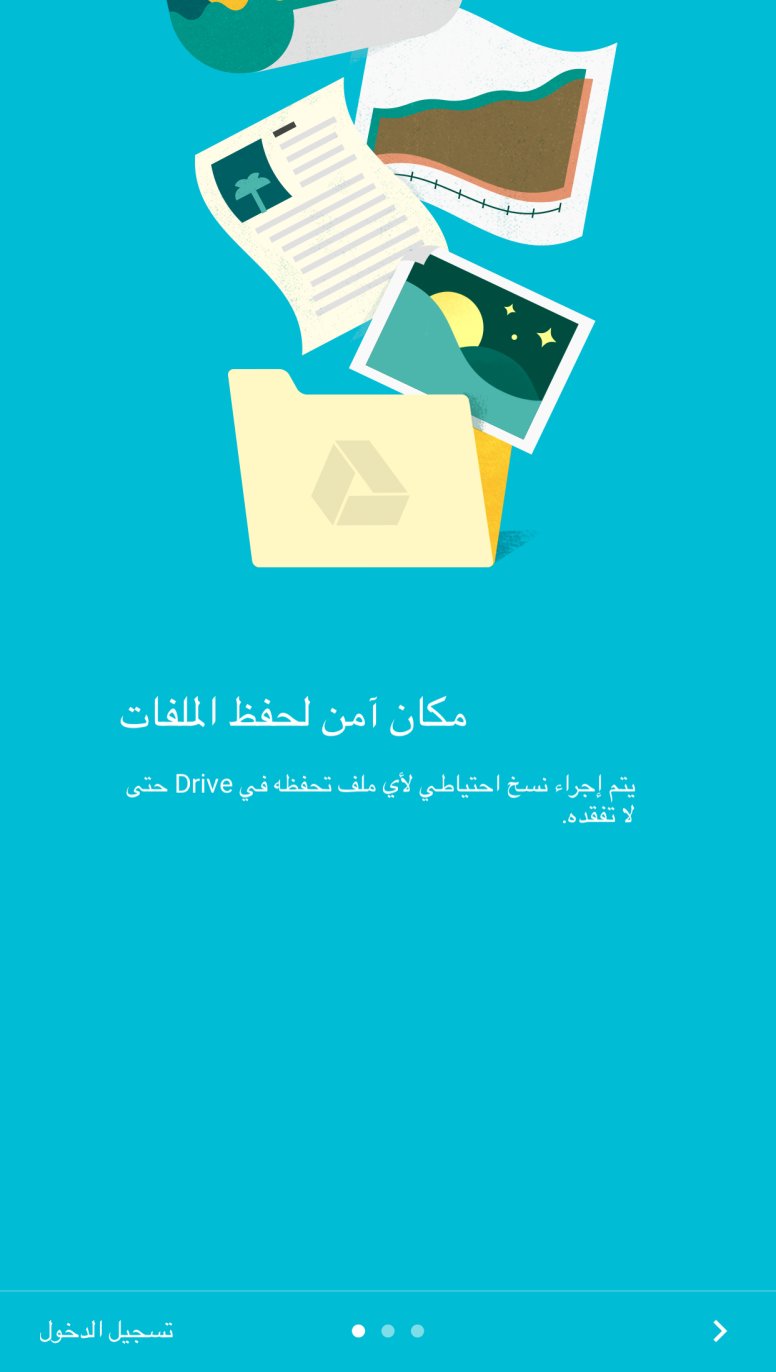 مكان آمن لحفظ الملفات
يتم إجراء نسخ احتياطي لأي ملف تحفظه في Drive حتى
لا تفقده.
تسجيل الدخول